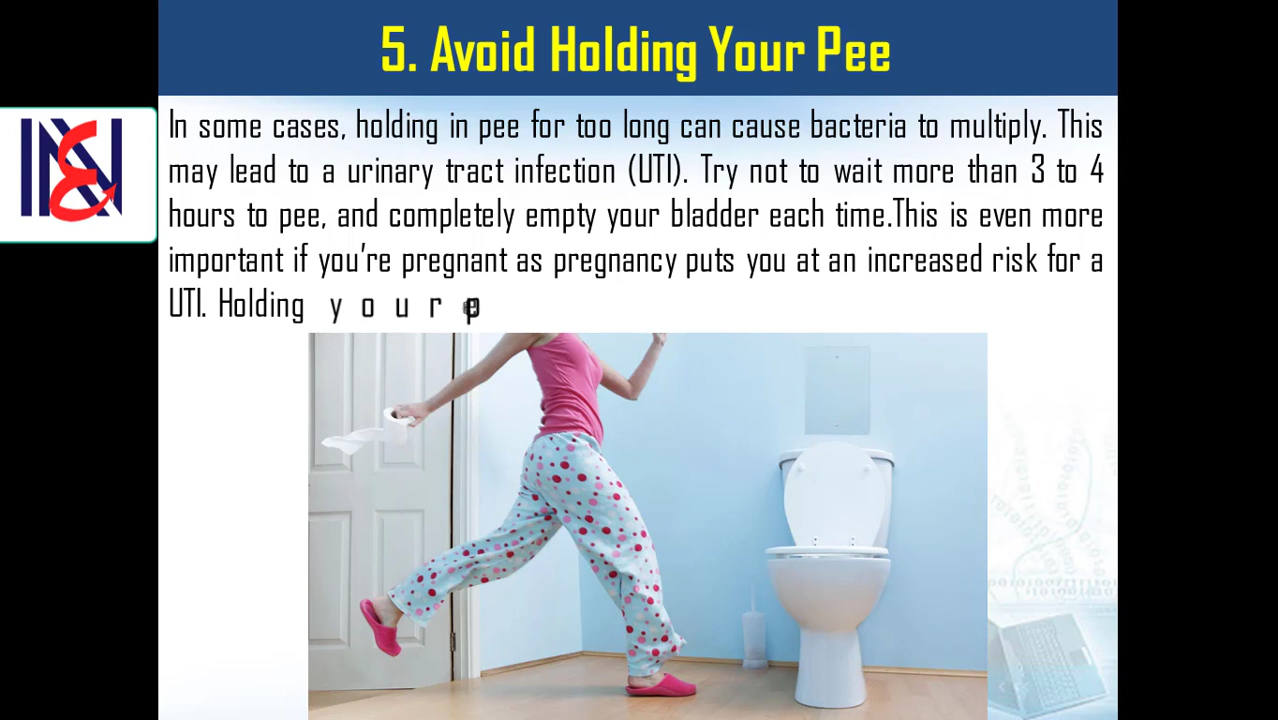 5. Avoid Holding Your Pee
In some cases, holding in pee for too long can cause bacteria to multiply. This
may lead to a urinary tract infection (UTI). Try not to wait more than 3 to 4
hours to pee, and completely empty your bladder each time.This is even more
important if you're pregnant as pregnancy puts you at an increased risk for a
UTI. Holding your